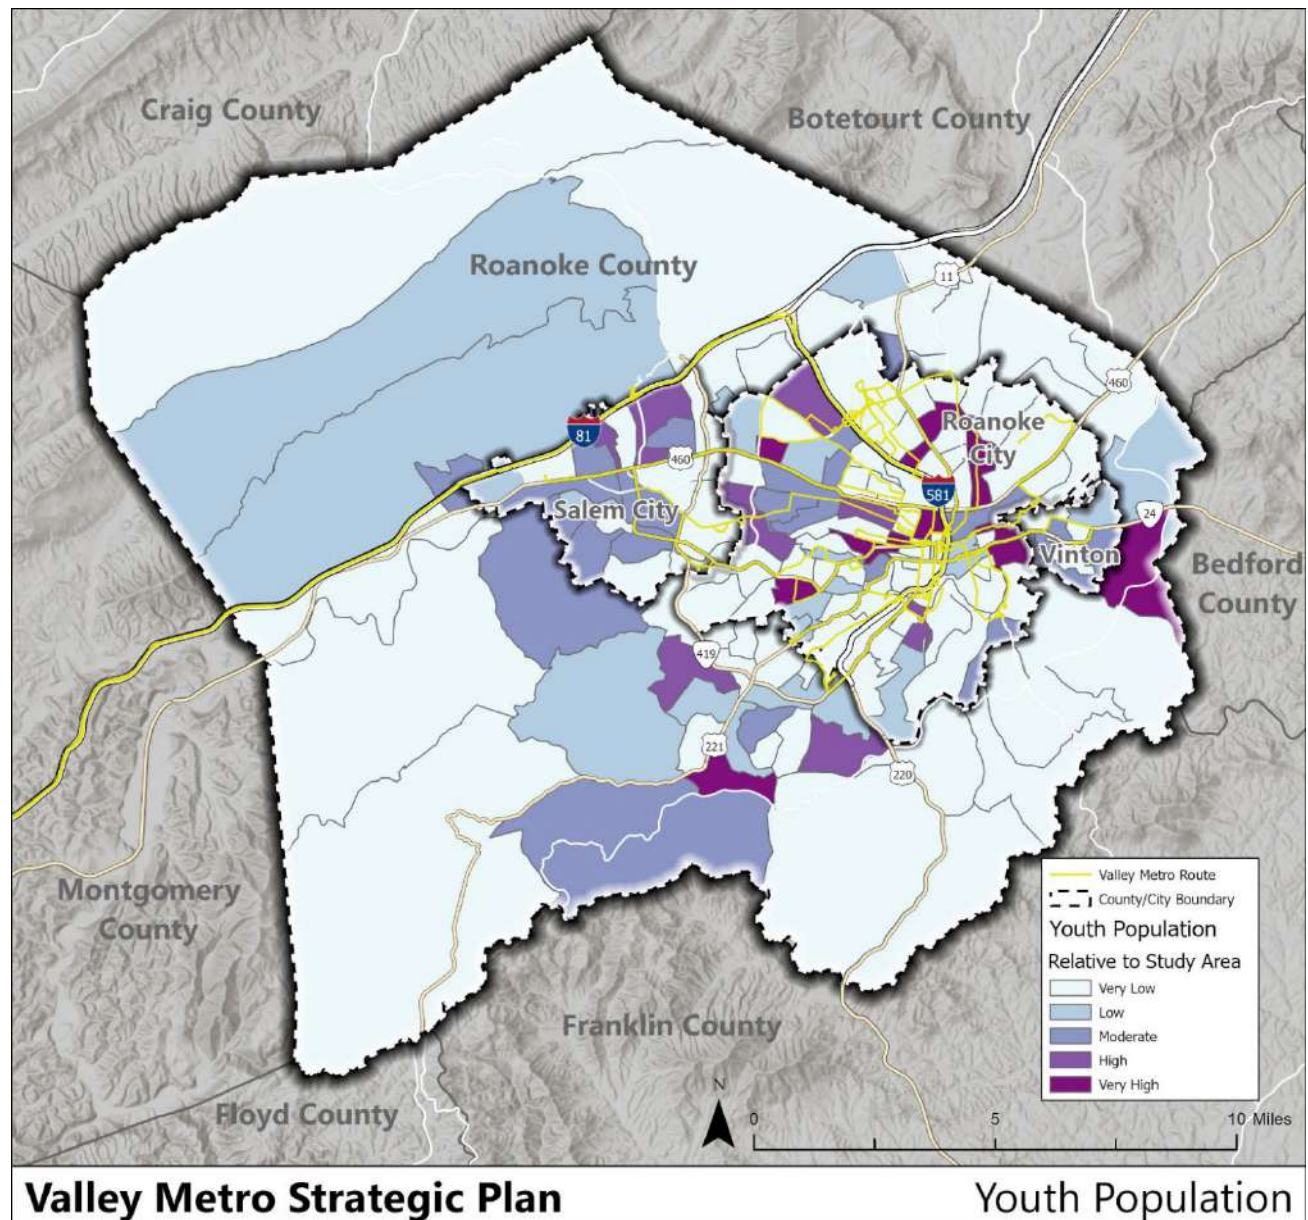 Craig County
Botetourt County
Roanoke County
11
460
81
460
Roanoke
City
581
Salem City
24
Vinton
Bedford
County
419
221
220
Montgomery
County
Franklin County
Floyd County
Valley Metro Route
County/City Boundary
Youth Population
Relative to Study Area
Very Low
Low
Moderate
High
Very High
N
0 5 10 Miles
Valley Metro Strategic Plan
Youth Population